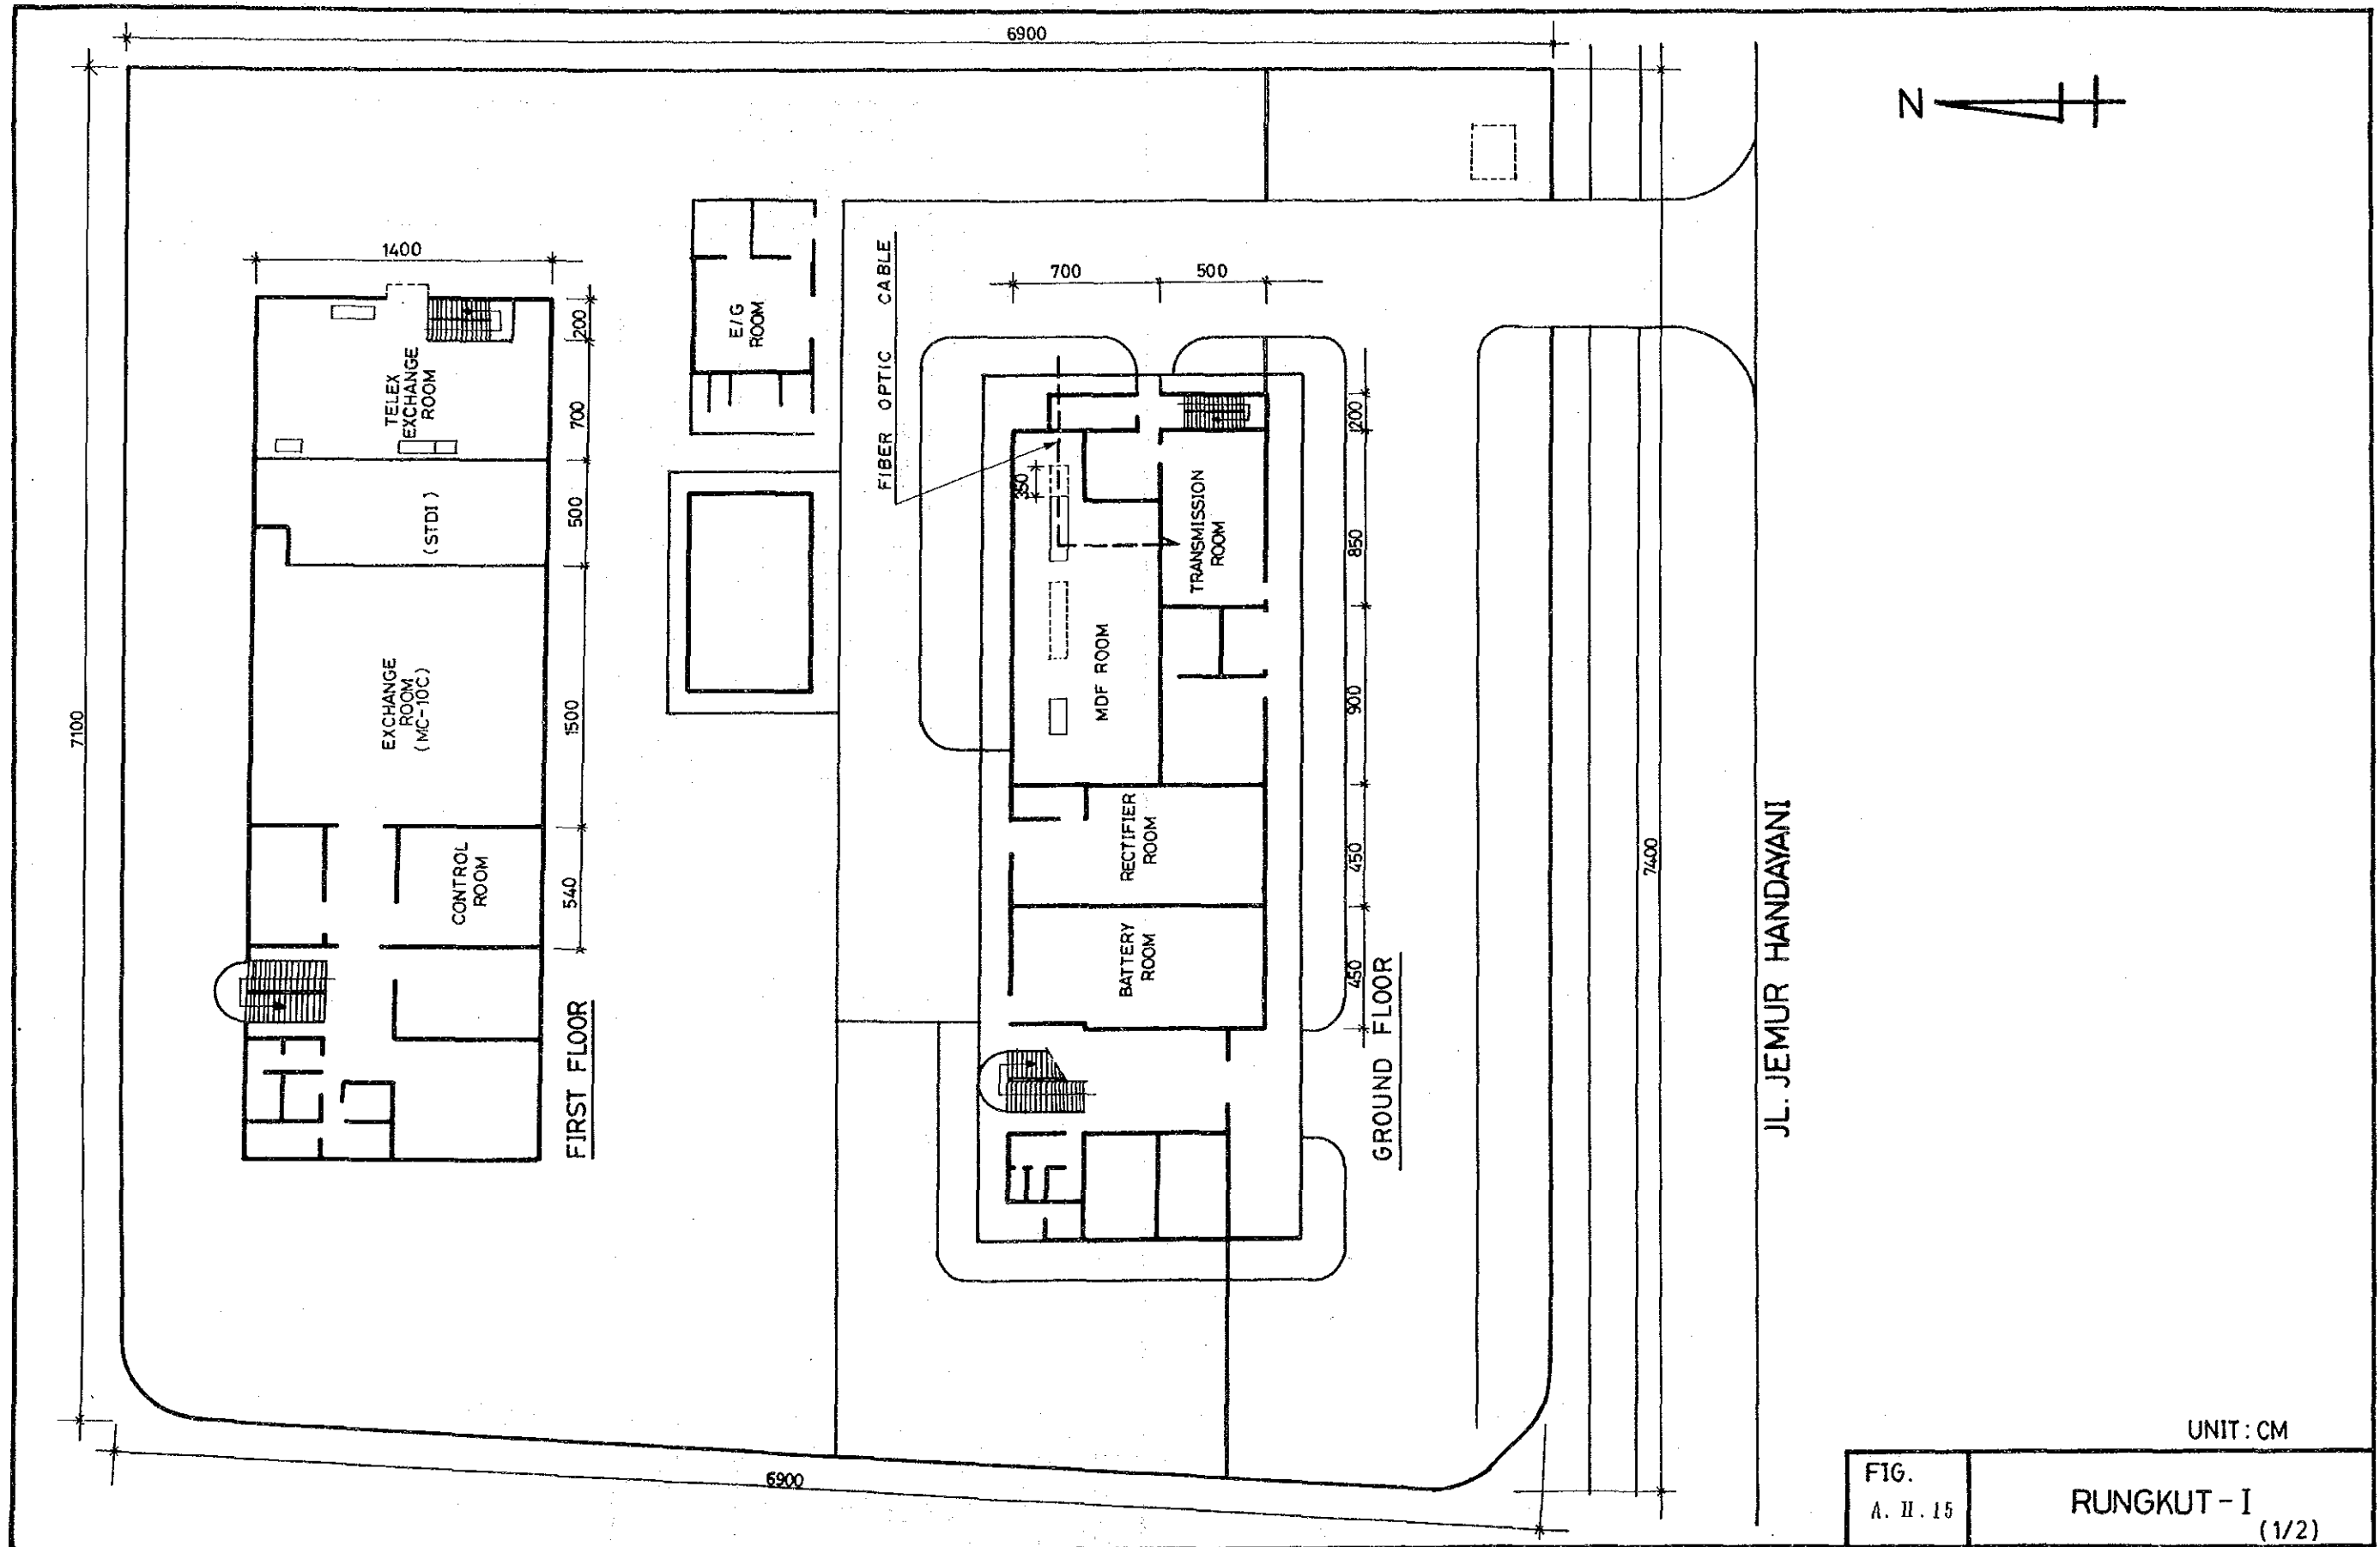 6900
N
7100
1400
200
TELEX
EXCHANGE
ROOM
700
(STDI)
500
EXCHANGE
ROOM
(MC-10C)
1500
CONTROL
ROOM
540
FIRST FLOOR
E/G
ROOM
FIBER OPTIC CABLE
700
500
200
350
TRANSMISSION
ROOM
850
MDF ROOM
900
RECTIFIER
ROOM
450
BATTERY
ROOM
450
GROUND FLOOR
7400
JL. JEMUR HANDAYANI
6900
UNIT : CM
FIG.
A. II. 15
RUNGKUT - I
(1/2)